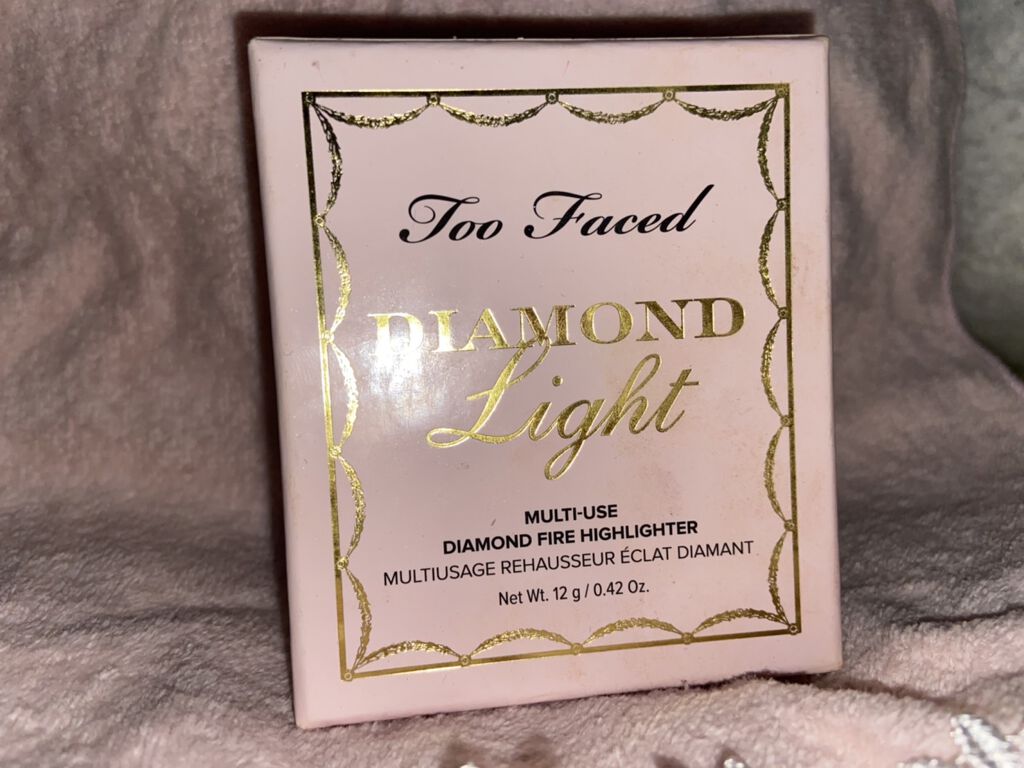 Too Faced
DIAMOND
Light
MULTI-USE
DIAMOND FIRE HIGHLIGHTER
MULTIUSAGE REHAUSSEUR ÉCLAT DIAMANT
Net Wt. 12 g / 0.42 Oz.